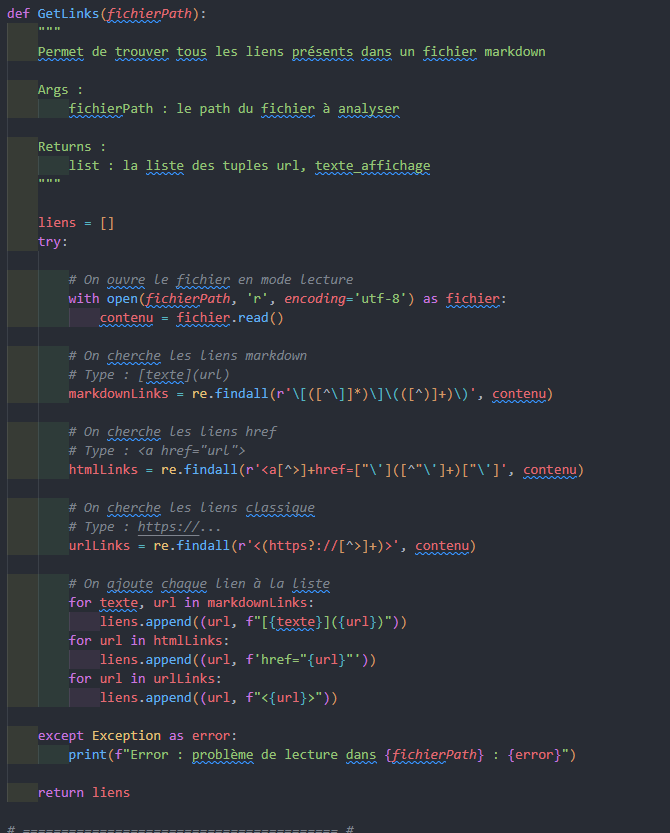 def GetLinks(fichierPath):
    """
    Permet de trouver tous les liens présents dans un fichier markdown

    Args :
        fichierPath : le path du fichier à analyser

    Returns :
        list : la liste des tuples url, texte_affichage
    """

    liens = []
    try:

        # On ouvre le fichier en mode lecture
        with open(fichierPath, 'r', encoding='utf-8') as fichier:
            contenu = fichier.read()

        # On cherche les liens markdown
        # Type : [texte](url)
        markdownLinks = re.findall(r'\[([^\]]*)\]\(([^)]+)\)', contenu)

        # On cherche les liens href
        # Type : <a href="url">
        htmlLinks = re.findall(r'<a[^>]+href=["\']([^"\']+)["\']', contenu)

        # On cherche les liens classique
        # Type : https://...
        urlLinks = re.findall(r'<(https?://[^>]+)>', contenu)

        # On ajoute chaque lien à la liste
        for texte, url in markdownLinks:
            liens.append((url, f"[{texte}]({url})"))
        for url in htmlLinks:
            liens.append((url, f'href="{url}"'))
        for url in urlLinks:
            liens.append((url, f"<{url}>"))

    except Exception as error:
        print(f"Error : problème de lecture dans {fichierPath} : {error}")

    return liens

# ========================================= #